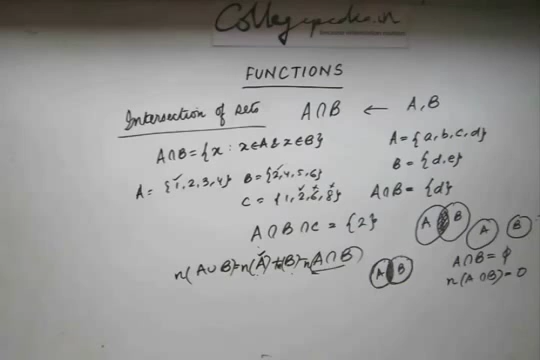 Collegepedia.in
FUNCTIONS
Intersection of sets A∩B ← A, B
A∩B = {x : x∈A & x∈B}
A = {a, b, c, d}
B = {d, e}
A∩B = {d}
A = {1, 2, 3, 4} B = {2, 4, 5, 6}
C = {1, 2, 6, 8}
A∩B∩C = {2}
A B A B
n(A∪B) = n(A) + n(B) - n(A∩B)
A B
A∩B = ϕ
n(A∩B) = 0